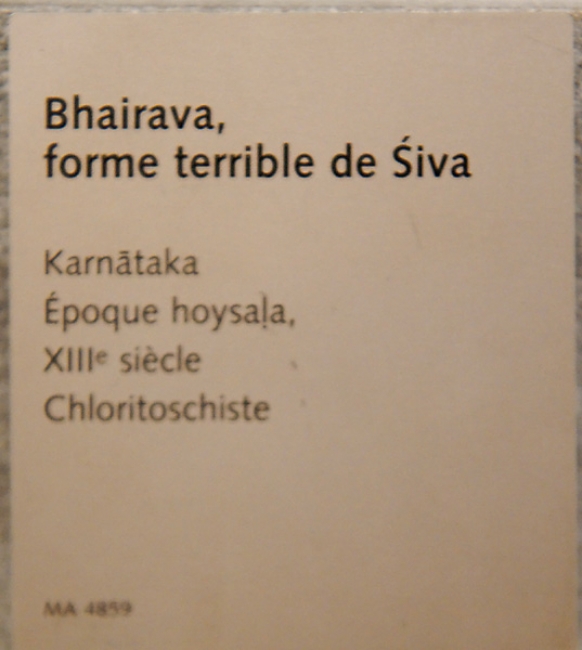 Bhairava,
forme terrible de Śiva
Karnātaka
Époque hoysaḷa,
XIIIᵉ siècle
Chloritoschiste
MA 4859